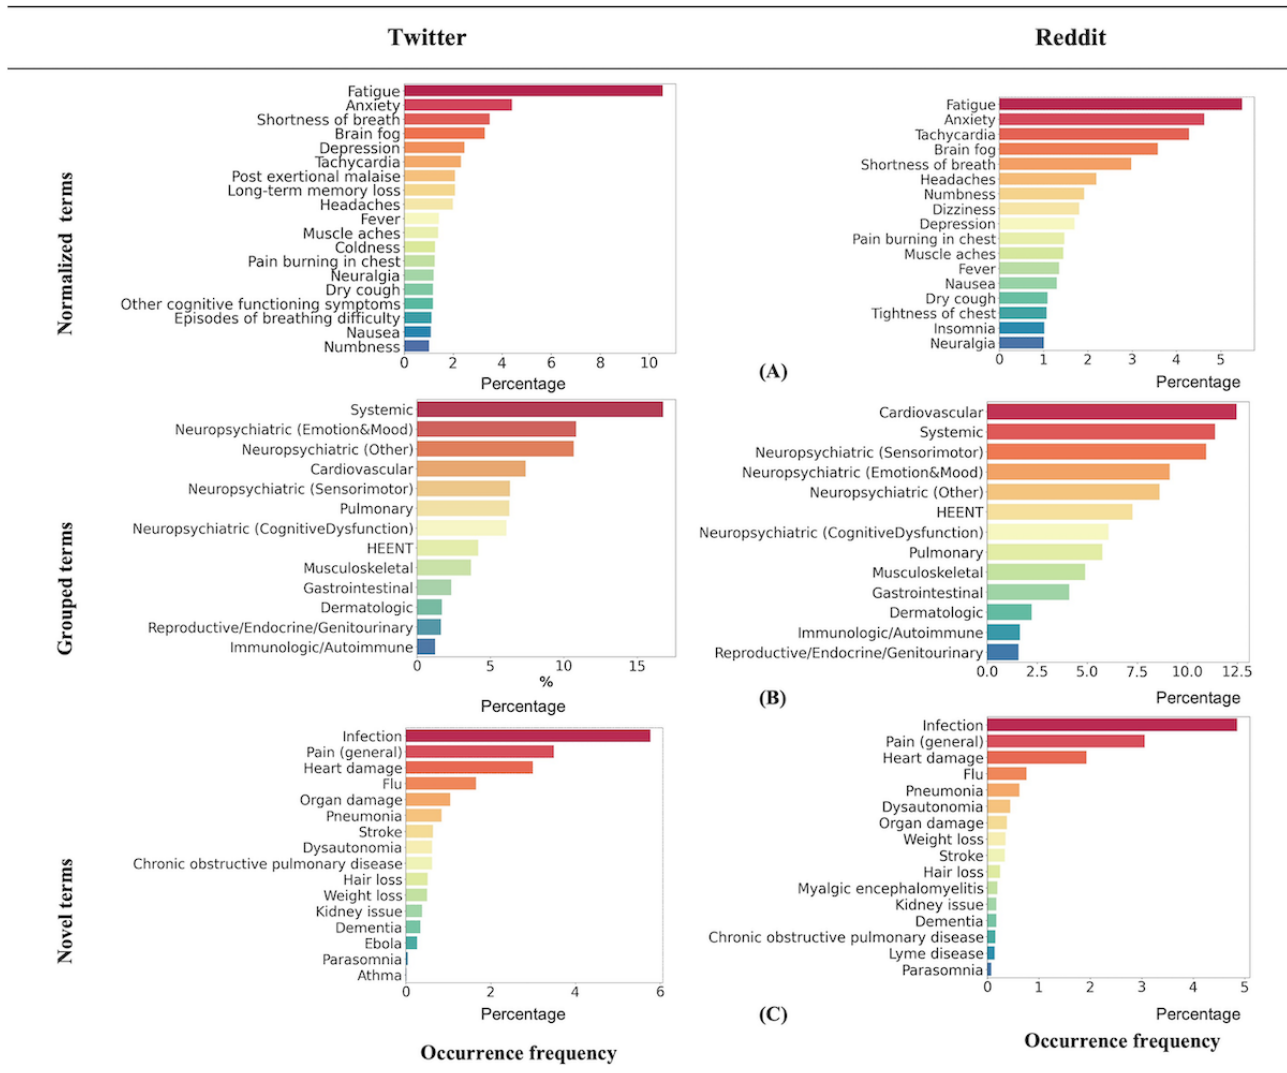 Twitter
Reddit
Normalized terms
Fatigue
Anxiety
Shortness of breath
Brain fog
Depression
Tachycardia
Post exertional malaise
Long-term memory loss
Headaches
Fever
Muscle aches
Coldness
Pain burning in chest
Neuralgia
Dry cough
Other cognitive functioning symptoms
Episodes of breathing difficulty
Nausea
Numbness
0 2 4 6 8 10
Percentage
Fatigue
Anxiety
Tachycardia
Brain fog
Shortness of breath
Headaches
Numbness
Dizziness
Depression
Pain burning in chest
Muscle aches
Fever
Nausea
Dry cough
Tightness of chest
Insomnia
Neuralgia
0 1 2 3 4 5
Percentage
(A)
Grouped terms
Systemic
Neuropsychiatric (Emotion&Mood)
Neuropsychiatric (Other)
Cardiovascular
Neuropsychiatric (Sensorimotor)
Pulmonary
Neuropsychiatric (CognitiveDysfunction)
HEENT
Musculoskeletal
Gastrointestinal
Dermatologic
Reproductive/Endocrine/Genitourinary
Immunologic/Autoimmune
0 5 10 15
%
Percentage
Cardiovascular
Systemic
Neuropsychiatric (Sensorimotor)
Neuropsychiatric (Emotion&Mood)
Neuropsychiatric (Other)
HEENT
Neuropsychiatric (CognitiveDysfunction)
Pulmonary
Musculoskeletal
Gastrointestinal
Dermatologic
Immunologic/Autoimmune
Reproductive/Endocrine/Genitourinary
0.0 2.5 5.0 7.5 10.0 12.5
Percentage
(B)
Novel terms
Infection
Pain (general)
Heart damage
Flu
Organ damage
Pneumonia
Stroke
Dysautonomia
Chronic obstructive pulmonary disease
Hair loss
Weight loss
Kidney issue
Dementia
Ebola
Parasomnia
Athma
0 2 4 6
Percentage
Infection
Pain (general)
Heart damage
Flu
Pneumonia
Dysautonomia
Organ damage
Weight loss
Stroke
Hair loss
Myalgic encephalomyelitis
Kidney issue
Dementia
Chronic obstructive pulmonary disease
Lyme disease
Parasomnia
0 1 2 3 4 5
Percentage
(C)
Occurrence frequency
Occurrence frequency